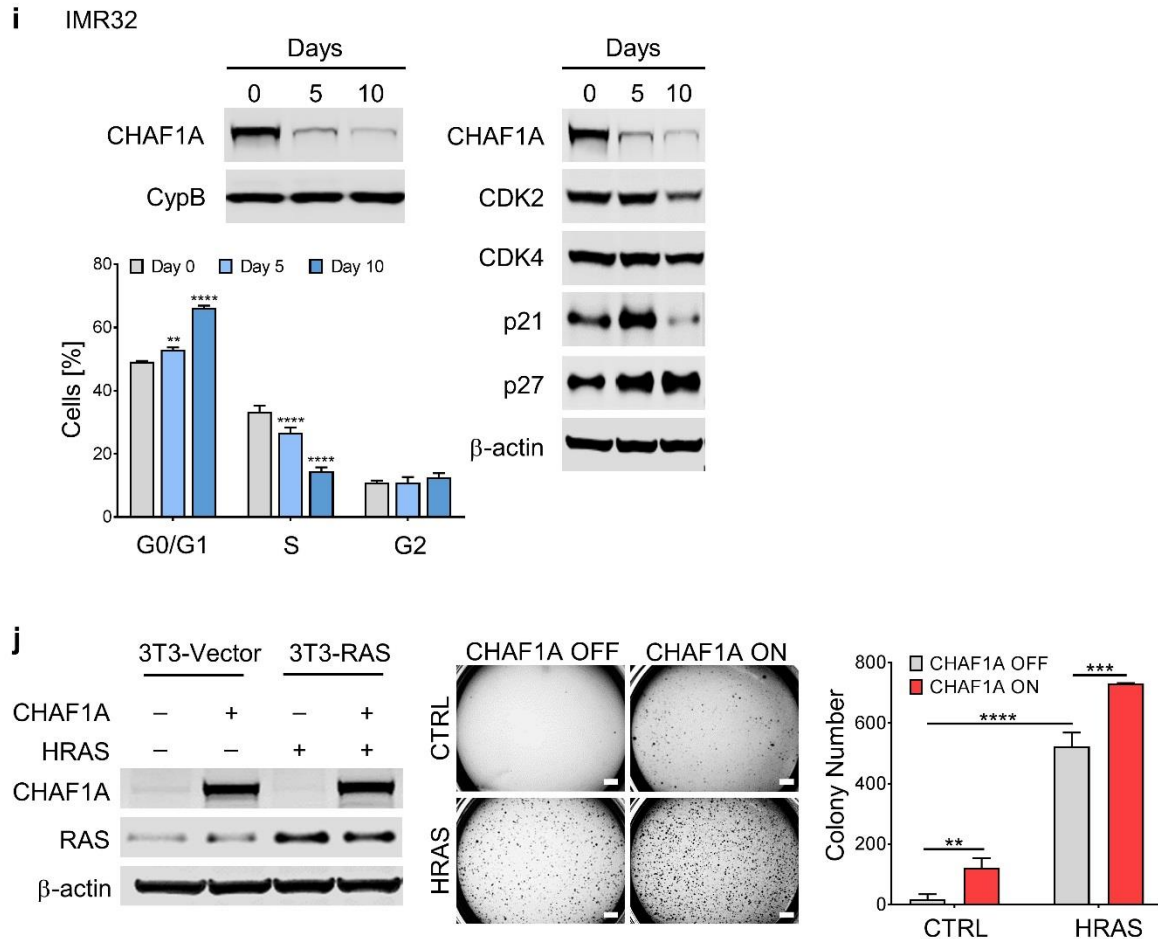 i IMR32
Days
0 5 10
CHAF1A
CypB
Days
0 5 10
CHAF1A
CDK2
CDK4
p21
p27
β-actin
Day 0 Day 5 Day 10
80
60
40
20
0
Cells [%]
** ****
**** ****
G0/G1 S G2
j
3T3-Vector 3T3-RAS
CHAF1A – + – +
HRAS – – + +
CHAF1A
RAS
β-actin
CHAF1A OFF CHAF1A ON
CTRL
HRAS
CHAF1A OFF
CHAF1A ON
800
600
400
200
0
Colony Number
**
****
***
CTRL HRAS